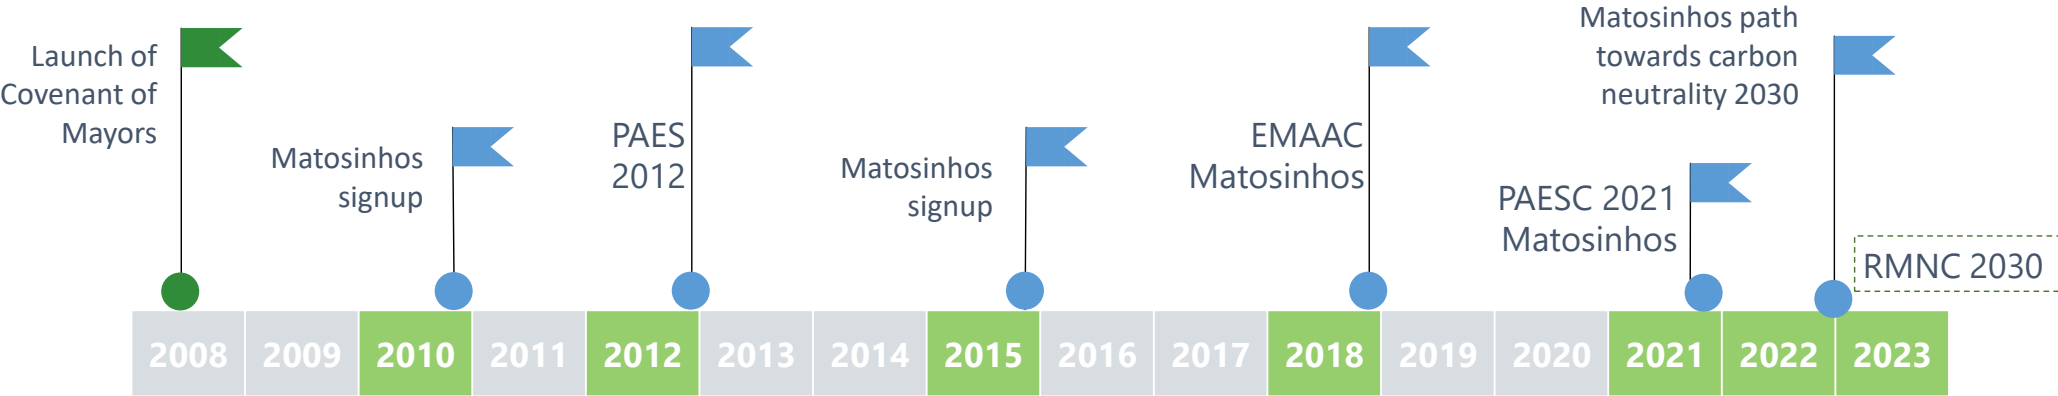 Launch of
Covenant of
Mayors
Matosinhos
signup
PAES
2012
Matosinhos
signup
EMAAC
Matosinhos
PAESC 2021
Matosinhos
Matosinhos path
towards carbon
neutrality 2030
RMNC 2030
2008 2009 2010 2011 2012 2013 2014 2015 2016 2017 2018 2019 2020 2021 2022 2023